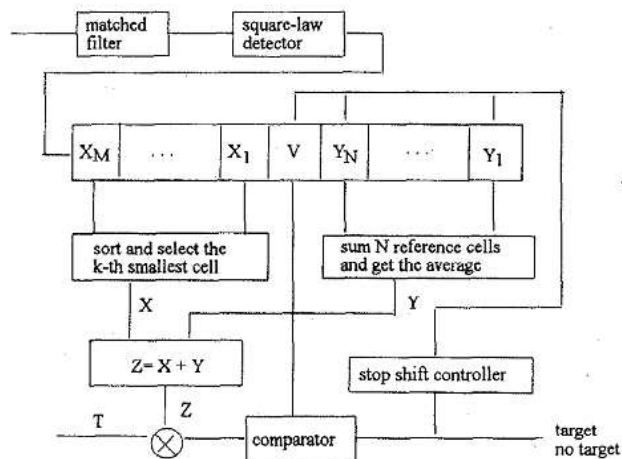 matched
filter
square-law
detector
X_M ... X_1 V Y_N ... Y_1
sort and select the
k-th smallest cell
sum N reference cells
and get the average
X
Y
Z= X + Y
stop shift controller
T
Z
comparator
target
no target